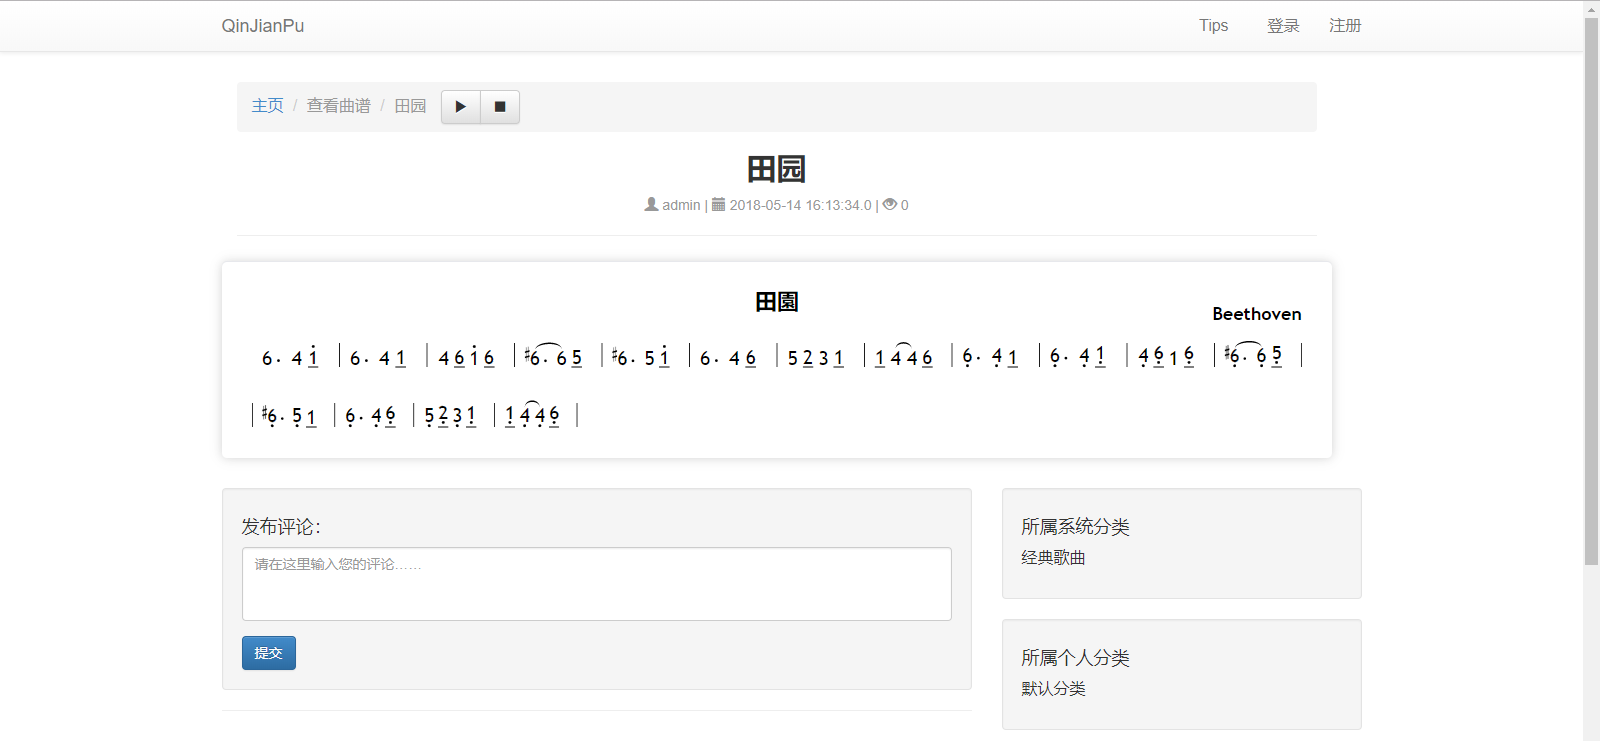 QinJianPu Tips 登录 注册
主页 / 查看曲谱 / 田园
田园
admin | 2018-05-14 16:13:34.0 | 0
田園
Beethoven
6· 4 1 | 6· 4 1 | 4 6 1 6 | #6· 6 5 | #6· 5 1 | 6· 4 6 | 5 2 3 1 | 1 4 4 6 | 6· 4 1 | 6· 4 1 | 4 6 1 6 | #6· 6 5 |
| #6· 5 1 | 6· 4 6 | 5 2 3 1 | 1 4 4 6 |
发布评论：
请在这里输入您的评论……
提交
所属系统分类
经典歌曲
所属个人分类
默认分类